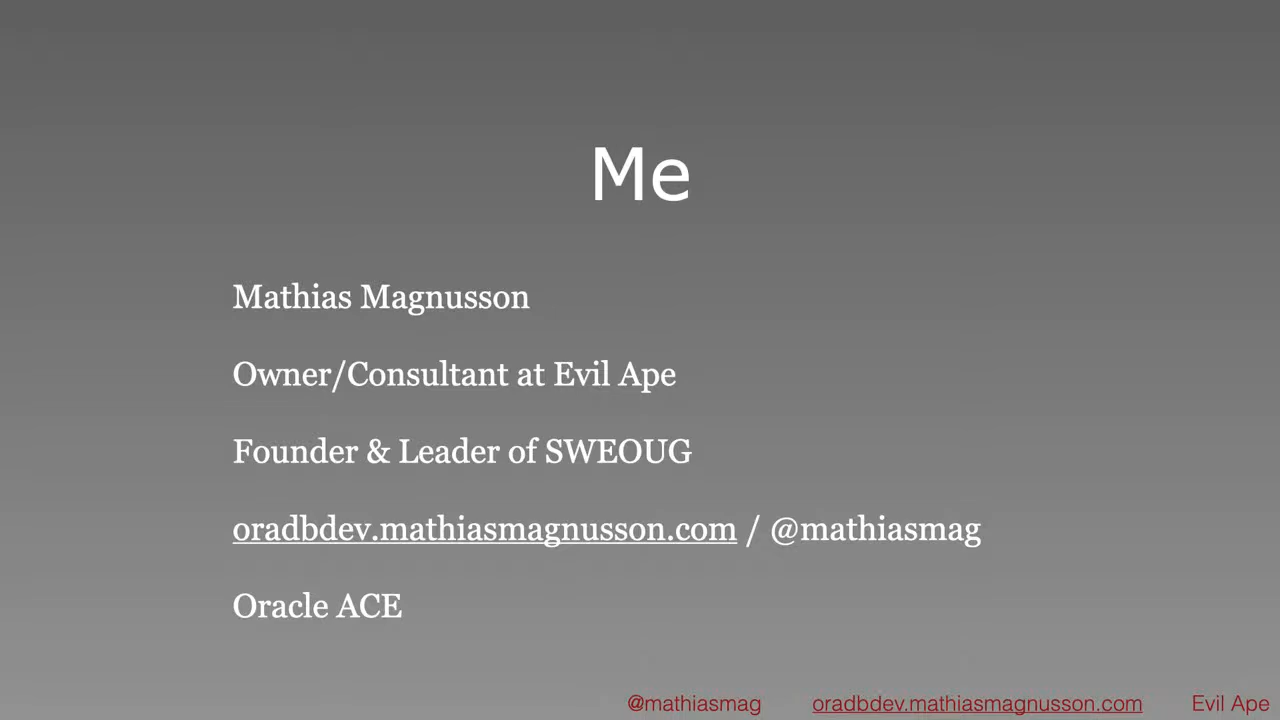 Me
Mathias Magnusson
Owner/Consultant at Evil Ape
Founder & Leader of SWEOUG
oradbdev.mathiasmagnusson.com / @mathiasmag
Oracle ACE
@mathiasmag oradbdev.mathiasmagnusson.com Evil Ape